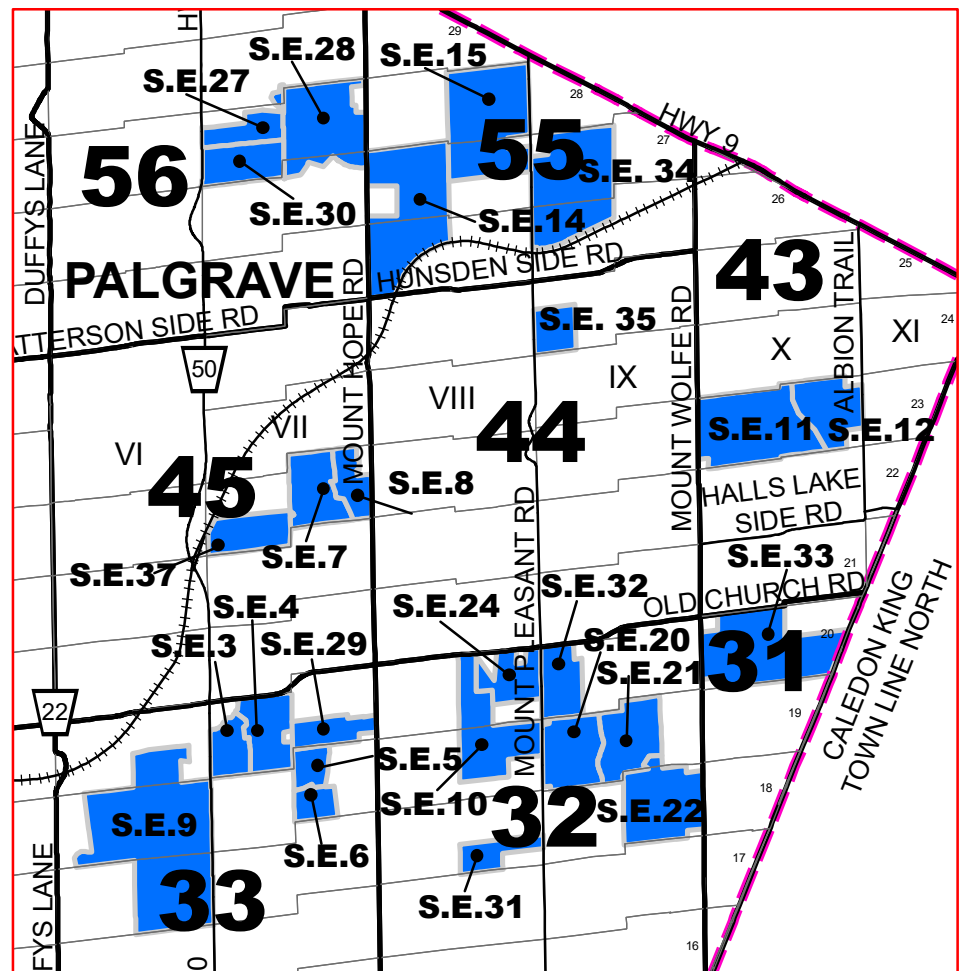 H
29
S.E.28
S.E.15
S.E.27
28
HWY 9
27
55
56
S.E. 34
DUFFYS LANE
26
S.E.30
S.E.14
43
PALGRAVE
HUNSDEN SIDE RD
25
ATTERSON SIDE RD
MOUNT HOPE RD
MOUNT WOLFE RD
ALBION TRAIL
24
S.E. 35
XI
X
50
IX
VIII
23
VII
44
S.E.11
S.E.12
VI
45
S.E.8
22
HALLS LAKE
SIDE RD
MOUNT PLEASANT RD
S.E.7
S.E.33
21
S.E.37
S.E.32
OLD CHURCH RD
S.E.4
S.E.24
CALEDON KING
TOWN LINE NORTH
S.E.3
S.E.29
S.E.20
20
31
S.E.21
22
19
S.E.5
18
S.E.10
S.E.9
32
S.E.22
S.E.6
17
FYS LANE
33
S.E.31
16
0